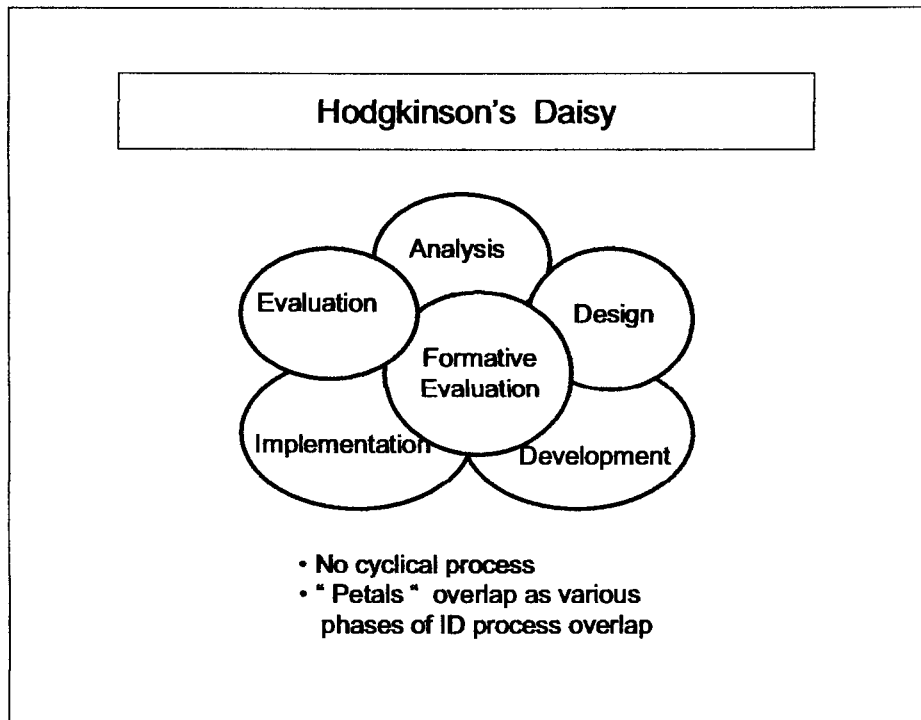 Hodgkinson's Daisy
Analysis
Evaluation
Design
Formative
Evaluation
Implementation
Development
• No cyclical process
• " Petals " overlap as various
phases of ID process overlap